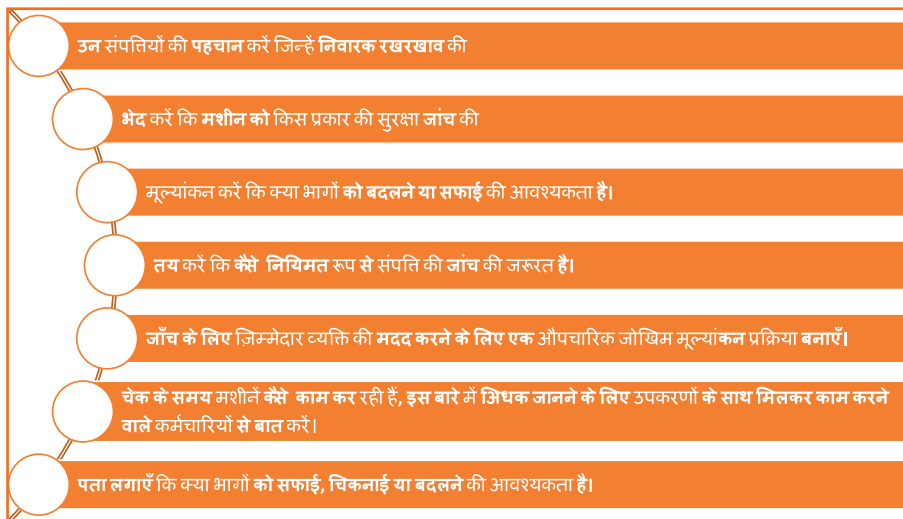 उन संपत्तियों की पहचान करें जिन्हें निवारक रखरखाव की
भेद करें कि मशीन को किस प्रकार की सुरक्षा जांच की
मूल्यांकन करें कि क्या भागों को बदलने या सफाई की आवश्यकता है।
तय करें कि कैसे नियिमत रूप से संपत्ति की जांच की जरूरत है।
जाँच के लिए ज़िम्मेदार व्यक्ति की मदद करने के लिए एक औपचारिक जोखिम मूल्यांकन प्रक्रिया बनाएँ।
चेक के समय मशीनें कैसे काम कर रही हैं, इस बारे में अिधक जानने के लिए उपकरणों के साथ मिलकर काम करने
वाले कर्मचारियों से बात करें।
पता लगाएँ कि क्या भागों को सफाई, चिकनाई या बदलने की आवश्यकता है।